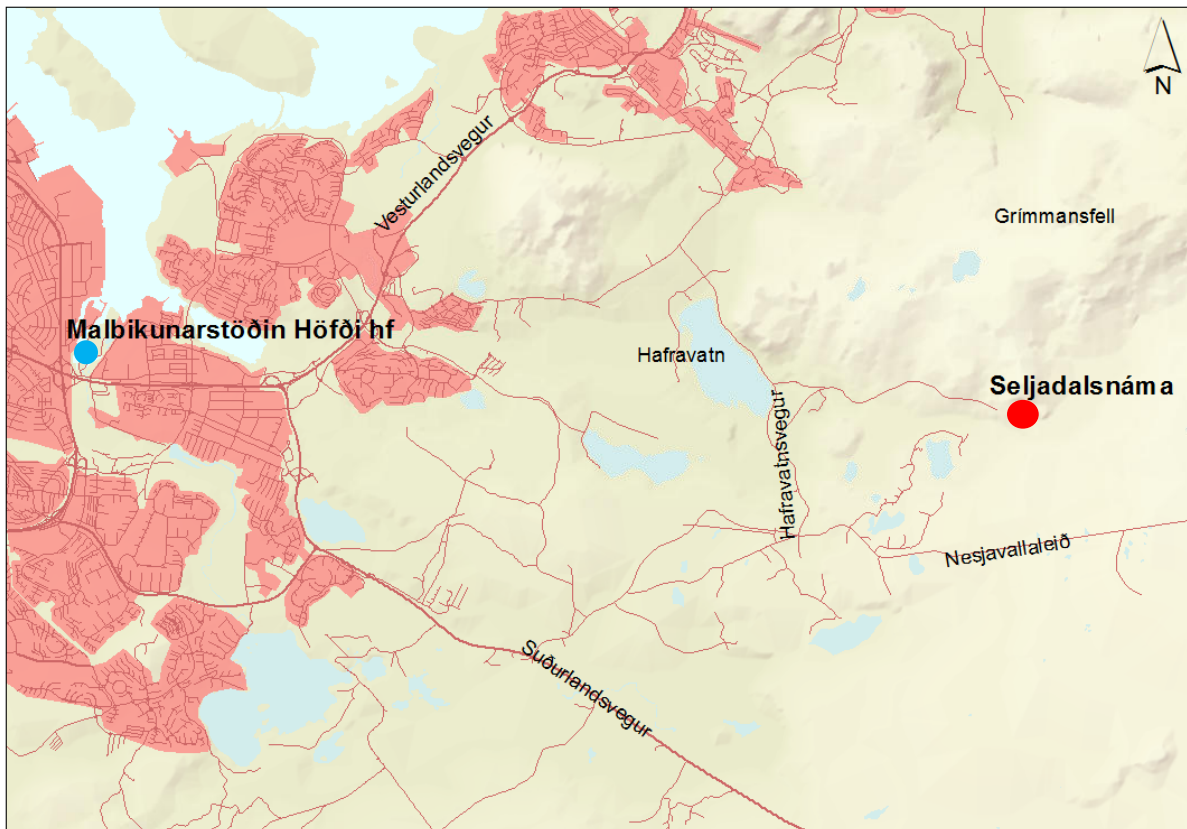 N
Vesturlandsvegur
Grímmansfell
Malbikunarstöðin Höfði hf
Hafravatn
Seljadalsnáma
Hafravatnsvegur
Nesjavallaleið
Suðurlandsvegur